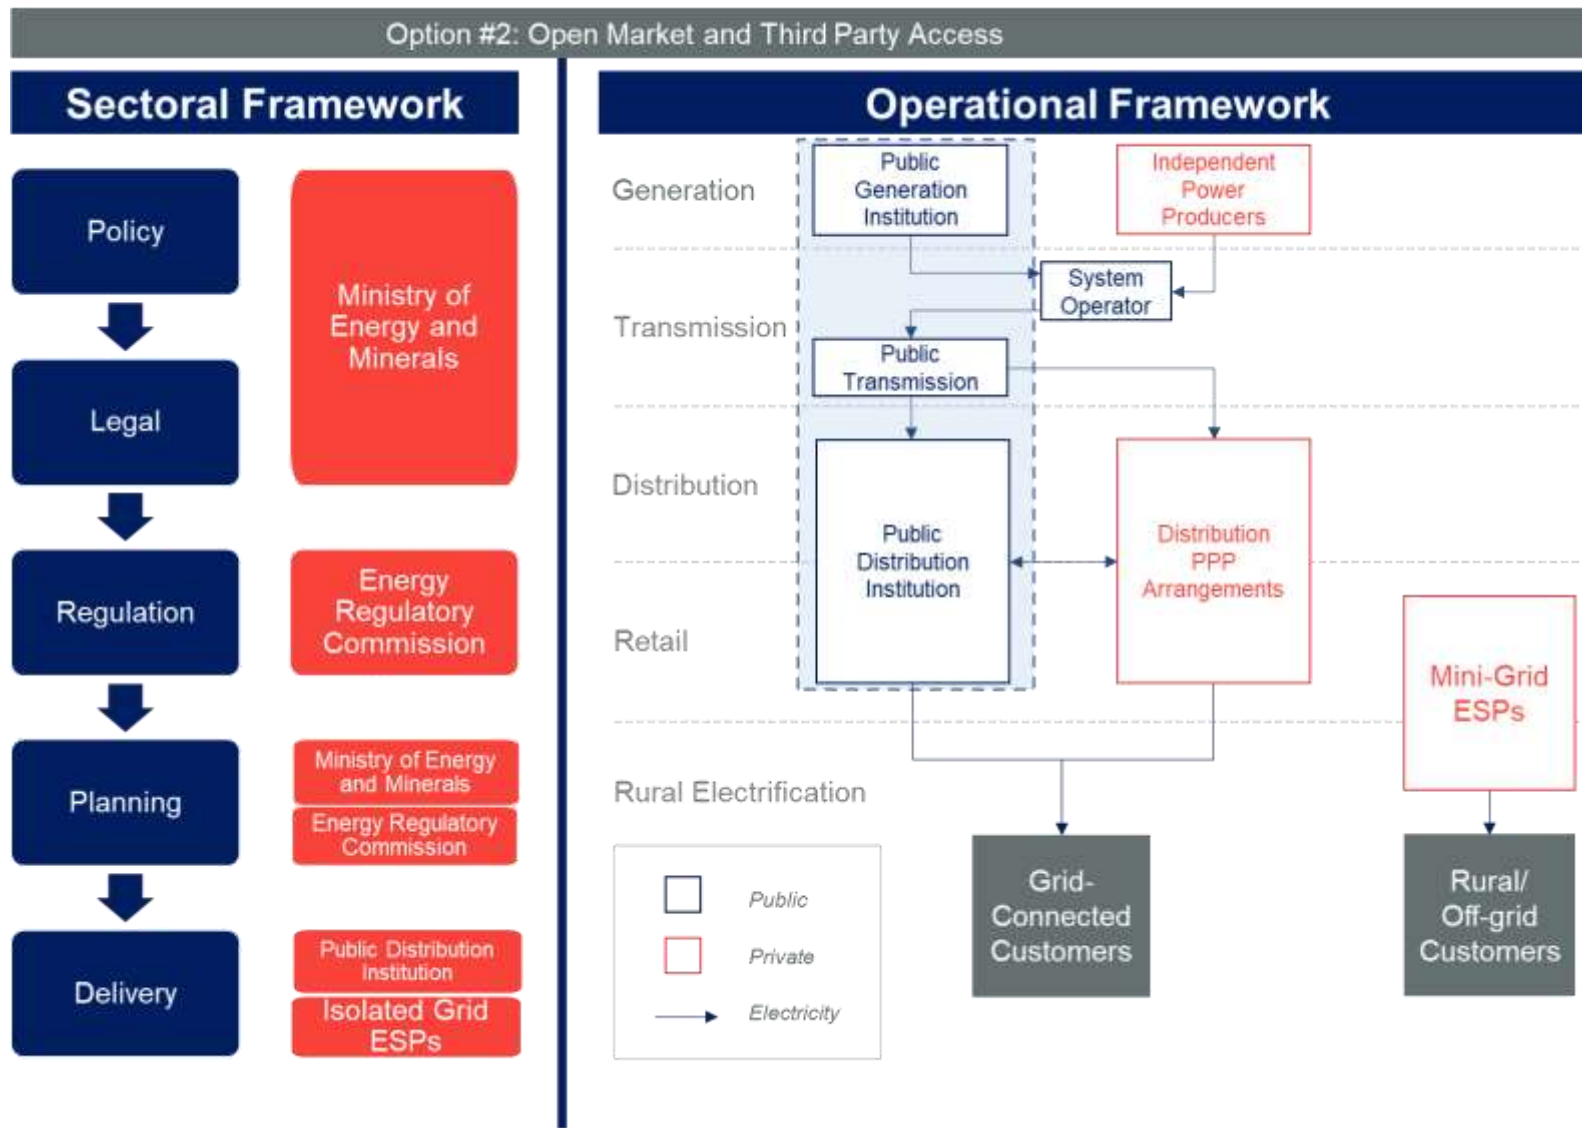 Option #2: Open Market and Third Party Access
Sectoral Framework
Policy
Legal
Regulation
Planning
Delivery
Ministry of
Energy and
Minerals
Energy
Regulatory
Commission
Ministry of Energy
and Minerals
Energy Regulatory
Commission
Public Distribution
Institution
Isolated Grid
ESPs
Operational Framework
Generation
Public
Generation
Institution
Independent
Power
Producers
Transmission
System
Operator
Public
Transmission
Distribution
Public
Distribution
Institution
Distribution
PPP
Arrangements
Retail
Mini-Grid
ESPs
Rural Electrification
Grid-
Connected
Customers
Rural/
Off-grid
Customers
Public
Private
Electricity